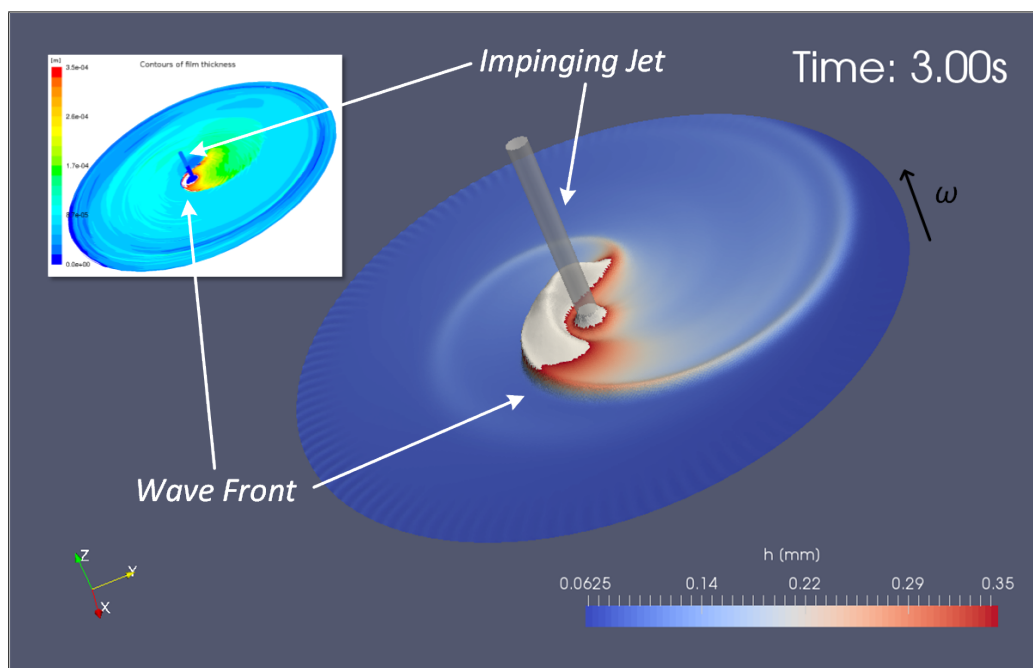 [m]
Contours of film thickness
3.5e-04
2.6e-04
1.7e-04
0.0e+00
Impinging Jet
Time: 3.00s
ω
Wave Front
Z
Y
X
h (mm)
0.0625 0.14 0.22 0.29 0.35